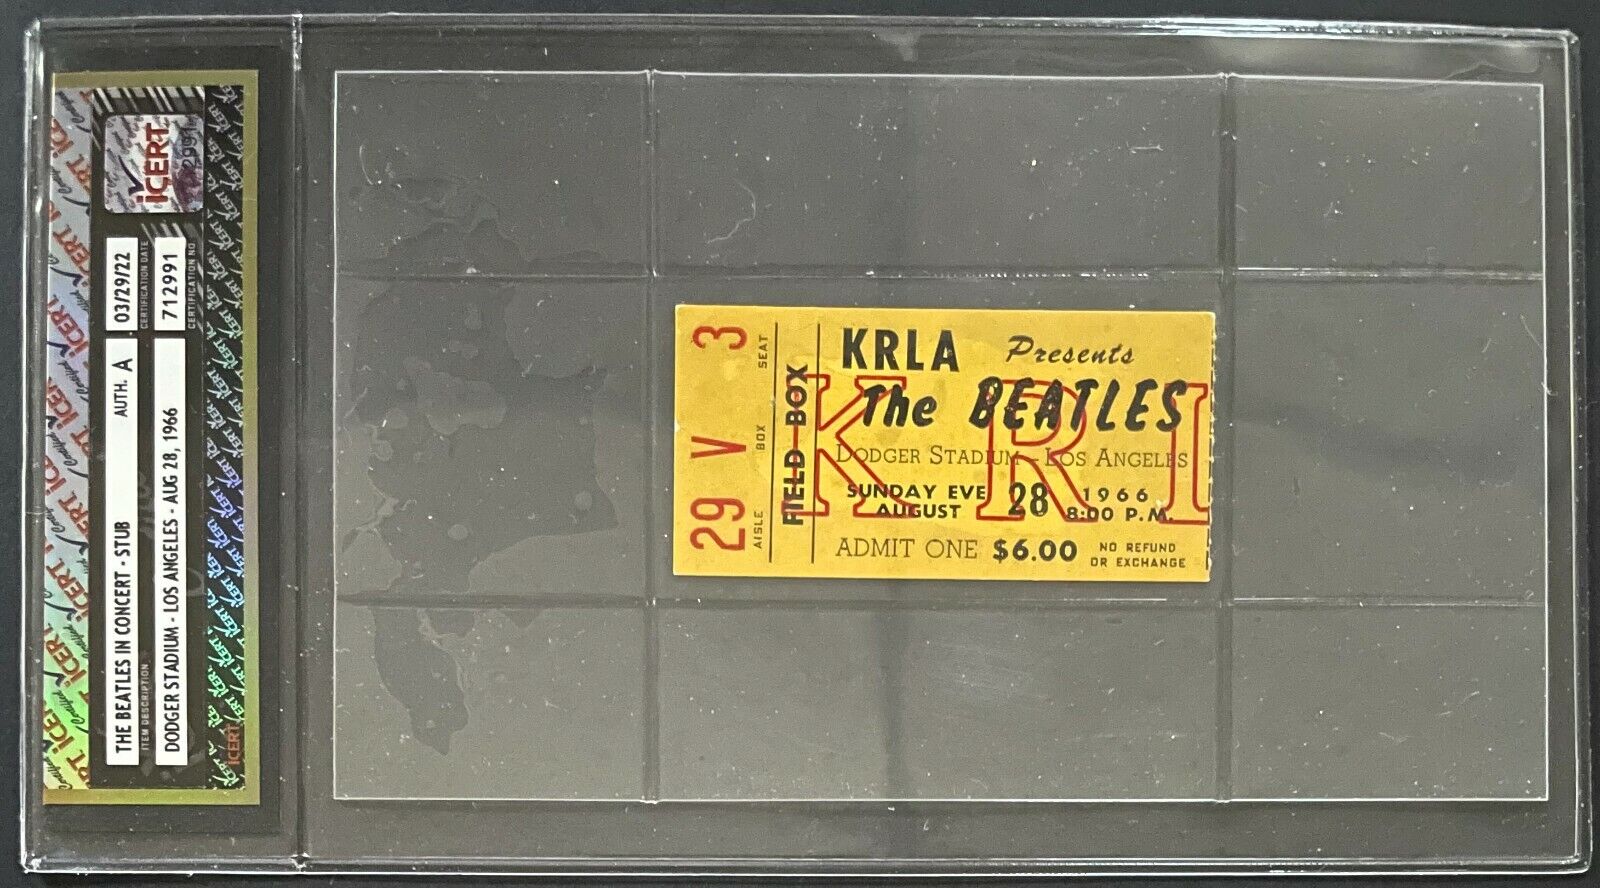 iCERT
2991
03/29/22
CERTIFICATION DATE
712991
CERTIFICATION NO
THE BEATLES IN CONCERT - STUB AUTH. A
ITEM DESCRIPTION
DODGER STADIUM - LOS ANGELES - AUG 28, 1966
iCERT
29 V 3
AISLE BOX SEAT
FIELD BOX
KRLA Presents
The BEATLES
K R L
DODGER STADIUM - LOS ANGELES
SUNDAY EVE 28 1966
AUGUST 8:00 P.M.
ADMIT ONE $6.00 NO REFUND
OR EXCHANGE